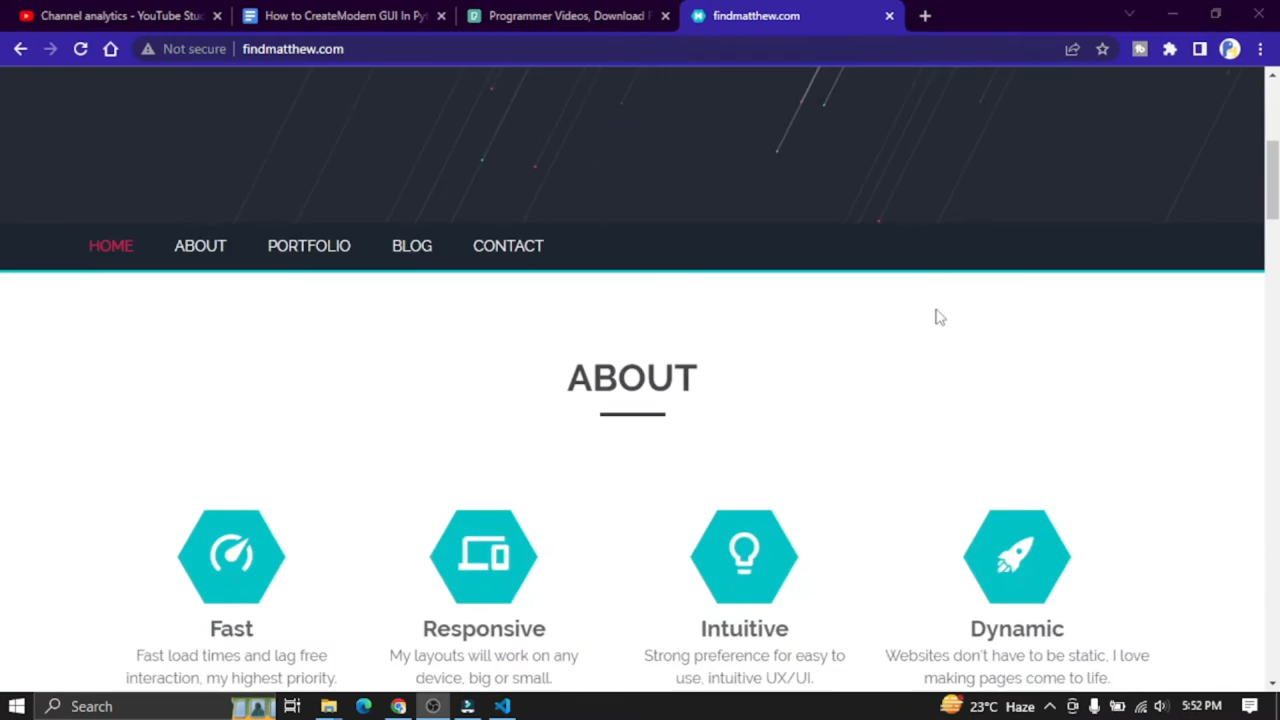 Channel analytics - YouTube Stu
How to CreateModern GUI In Py
Programmer Videos, Download F
findmatthew.com
Not secure
findmatthew.com
HOME
ABOUT
PORTFOLIO
BLOG
CONTACT
ABOUT
Fast
Fast load times and lag free
interaction, my highest priority.
Responsive
My layouts will work on any
device, big or small.
Intuitive
Strong preference for easy to
use, intuitive UX/UI.
Dynamic
Websites don't have to be static, I love
making pages come to life.
Search
23°C Haze
5:52 PM